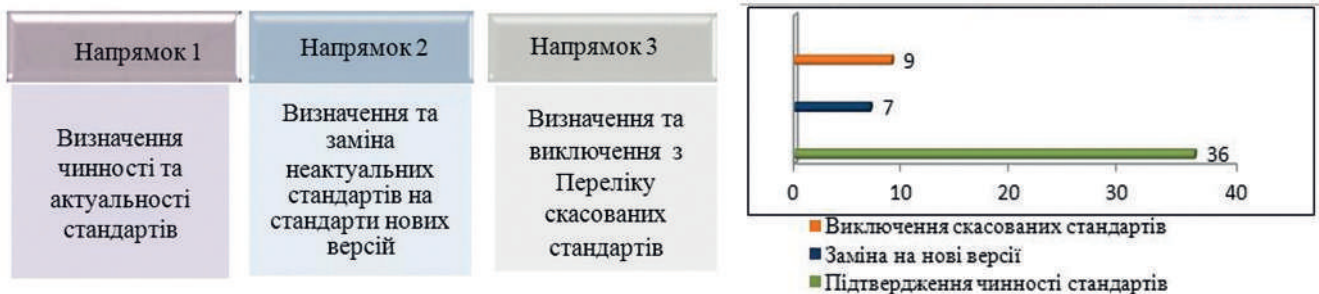 Напрямок 1
Визначення
чинності та
актуальності
стандартів
Напрямок 2
Визначення та
заміна
неактуальних
стандартів на
стандарти нових
версій
Напрямок 3
Визначення та
виключення з
Переліку
скасованих
стандартів
9
7
36
0 10 20 30 40
Виключення скасованих стандартів
Заміна на нові версії
Підтвердження чинності стандартів